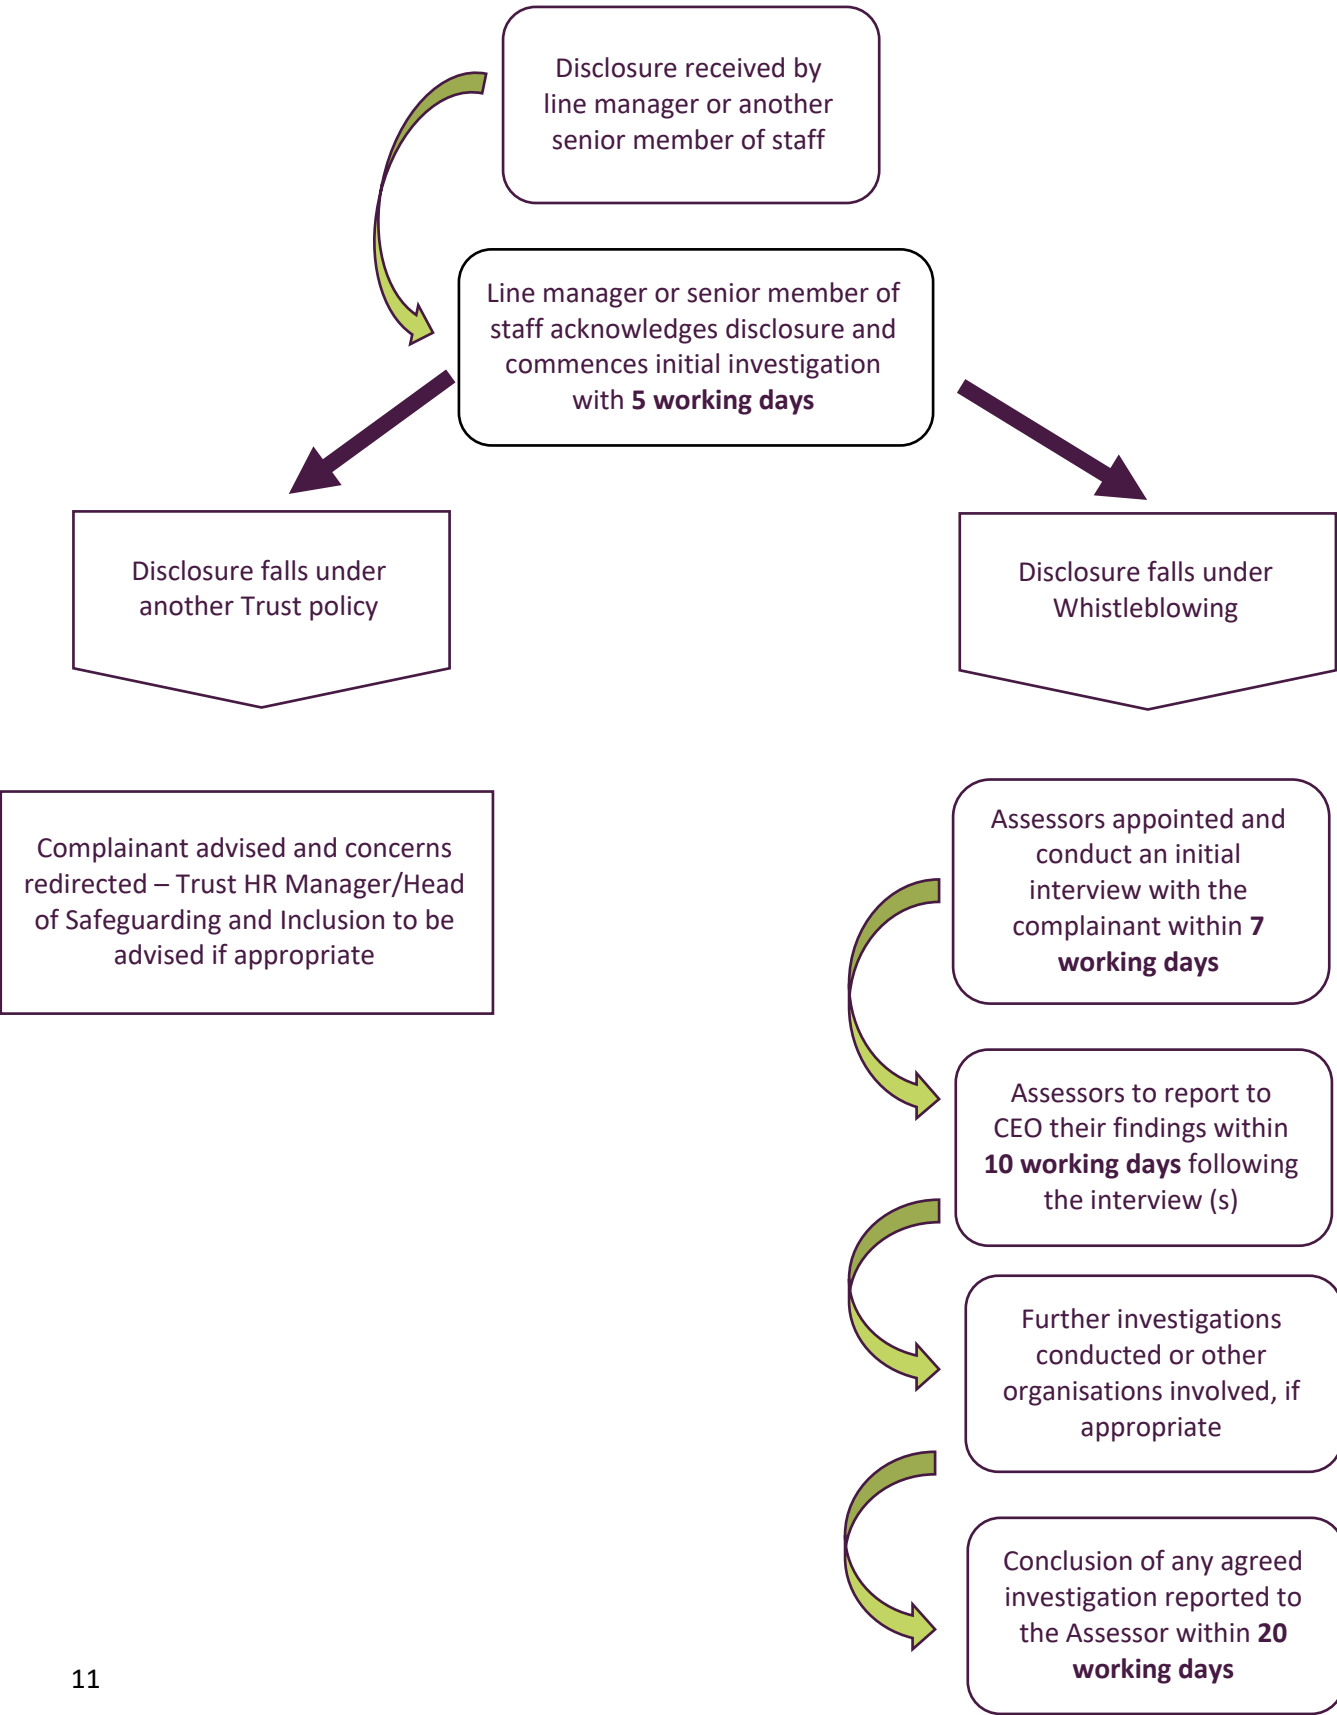 Disclosure received by
line manager or another
senior member of staff
Line manager or senior member of
staff acknowledges disclosure and
commences initial investigation
with 5 working days
Disclosure falls under
another Trust policy
Disclosure falls under
Whistleblowing
Complainant advised and concerns
redirected – Trust HR Manager/Head
of Safeguarding and Inclusion to be
advised if appropriate
Assessors appointed and
conduct an initial
interview with the
complainant within 7
working days
Assessors to report to
CEO their findings within
10 working days following
the interview (s)
Further investigations
conducted or other
organisations involved, if
appropriate
Conclusion of any agreed
investigation reported to
the Assessor within 20
working days
11